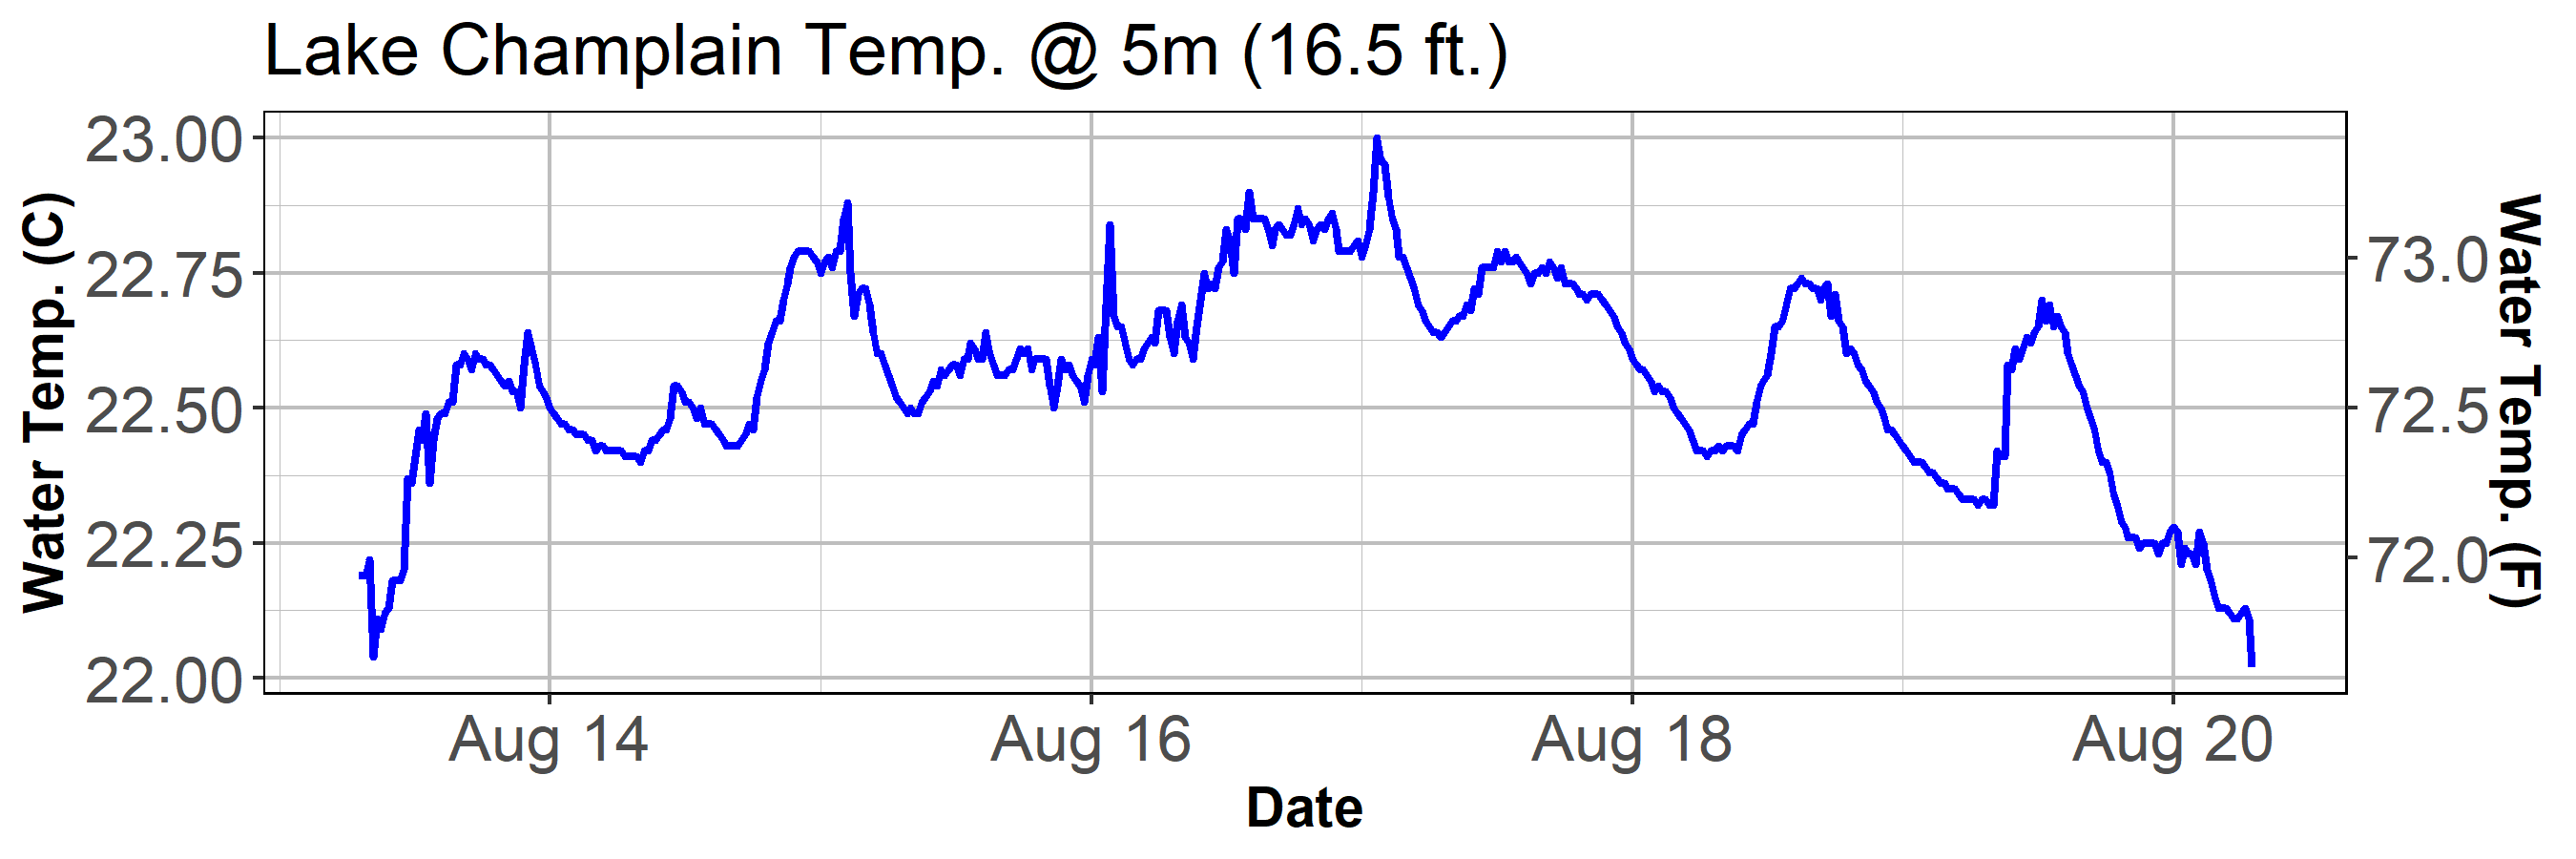 Lake Champlain Temp. @ 5m (16.5 ft.)
Water Temp. (C)
23.00
22.75
22.50
22.25
22.00
73.0
72.5
72.0
Water Temp. (F)
Aug 14 Aug 16 Aug 18 Aug 20
Date